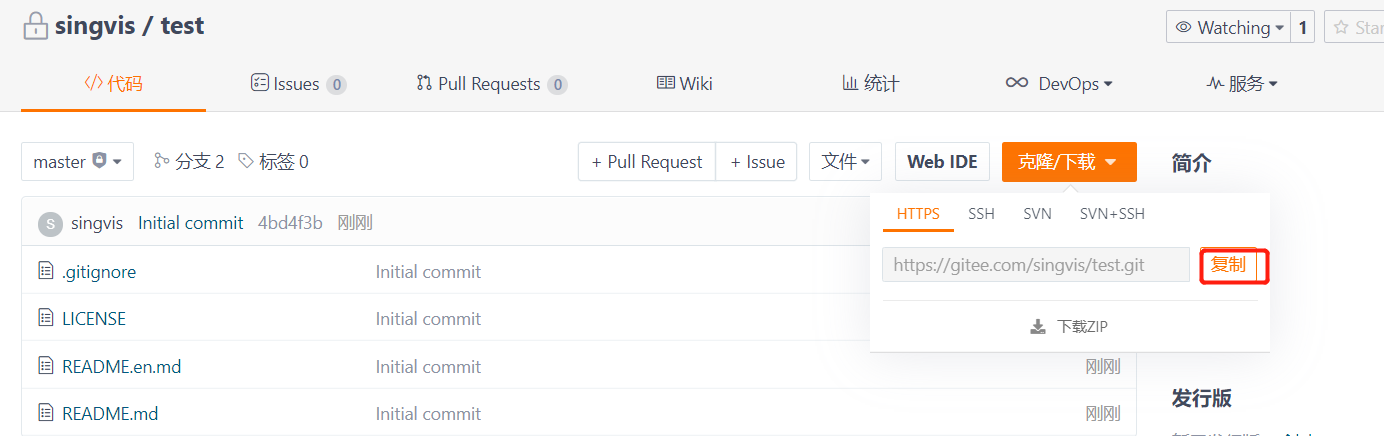 singvis / test
Watching 1 Star
代码 Issues 0 Pull Requests 0 Wiki 统计 DevOps 服务
master 分支 2 标签 0 + Pull Request + Issue 文件 Web IDE 克隆/下载 简介
HTTPS SSH SVN SVN+SSH
S singvis Initial commit 4bd4f3b 刚刚
https://gitee.com/singvis/test.git 复制
.gitignore Initial commit
LICENSE Initial commit
下载ZIP
README.en.md Initial commit 刚刚
发行版
README.md Initial commit 刚刚